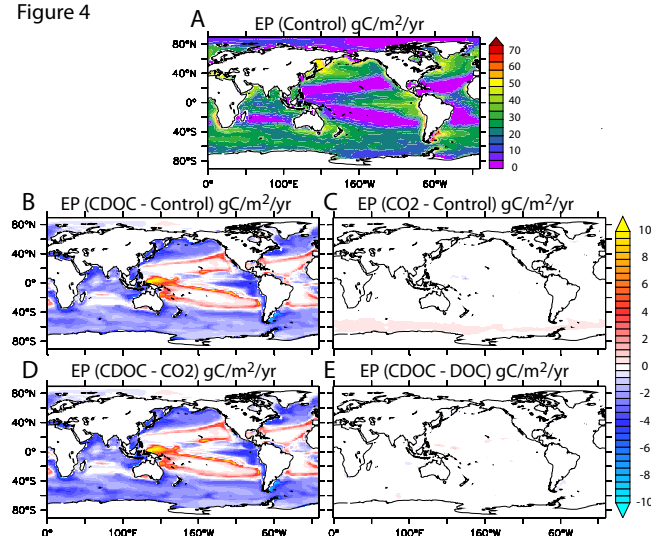 Figure 4
A EP (Control) gC/m²/yr
80°N
40°N
0°
40°S
80°S
0° 100°E 160°W 60°W
70
60
50
40
30
20
10
0
B EP (CDOC - Control) gC/m²/yr
C EP (CO2 - Control) gC/m²/yr
80°N
40°N
0°
40°S
80°S
D EP (CDOC - CO2) gC/m²/yr
E EP (CDOC - DOC) gC/m²/yr
80°N
40°N
0°
40°S
80°S
0° 100°E 160°W 60°W
0° 100°E 160°W 60°W
10
8
6
4
2
0
-2
-4
-6
-8
-10